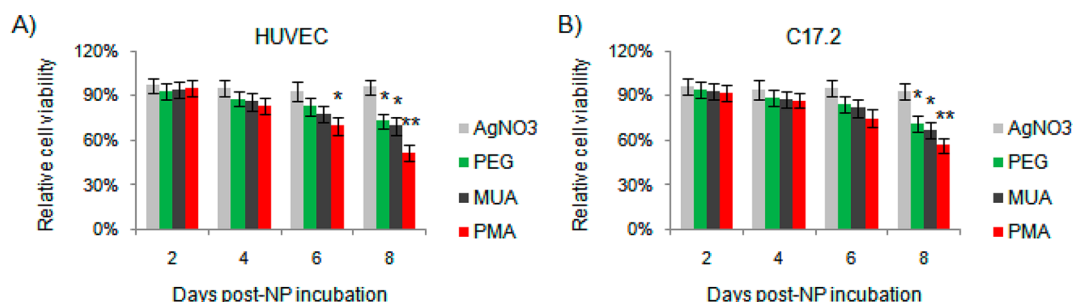 A)
HUVEC
Relative cell viability
120%
90%
60%
30%
0%
*
* * **
2 4 6 8
Days post-NP incubation
AgNO3
PEG
MUA
PMA
B)
C17.2
Relative cell viability
120%
90%
60%
30%
0%
* * **
2 4 6 8
Days post-NP incubation
AgNO3
PEG
MUA
PMA